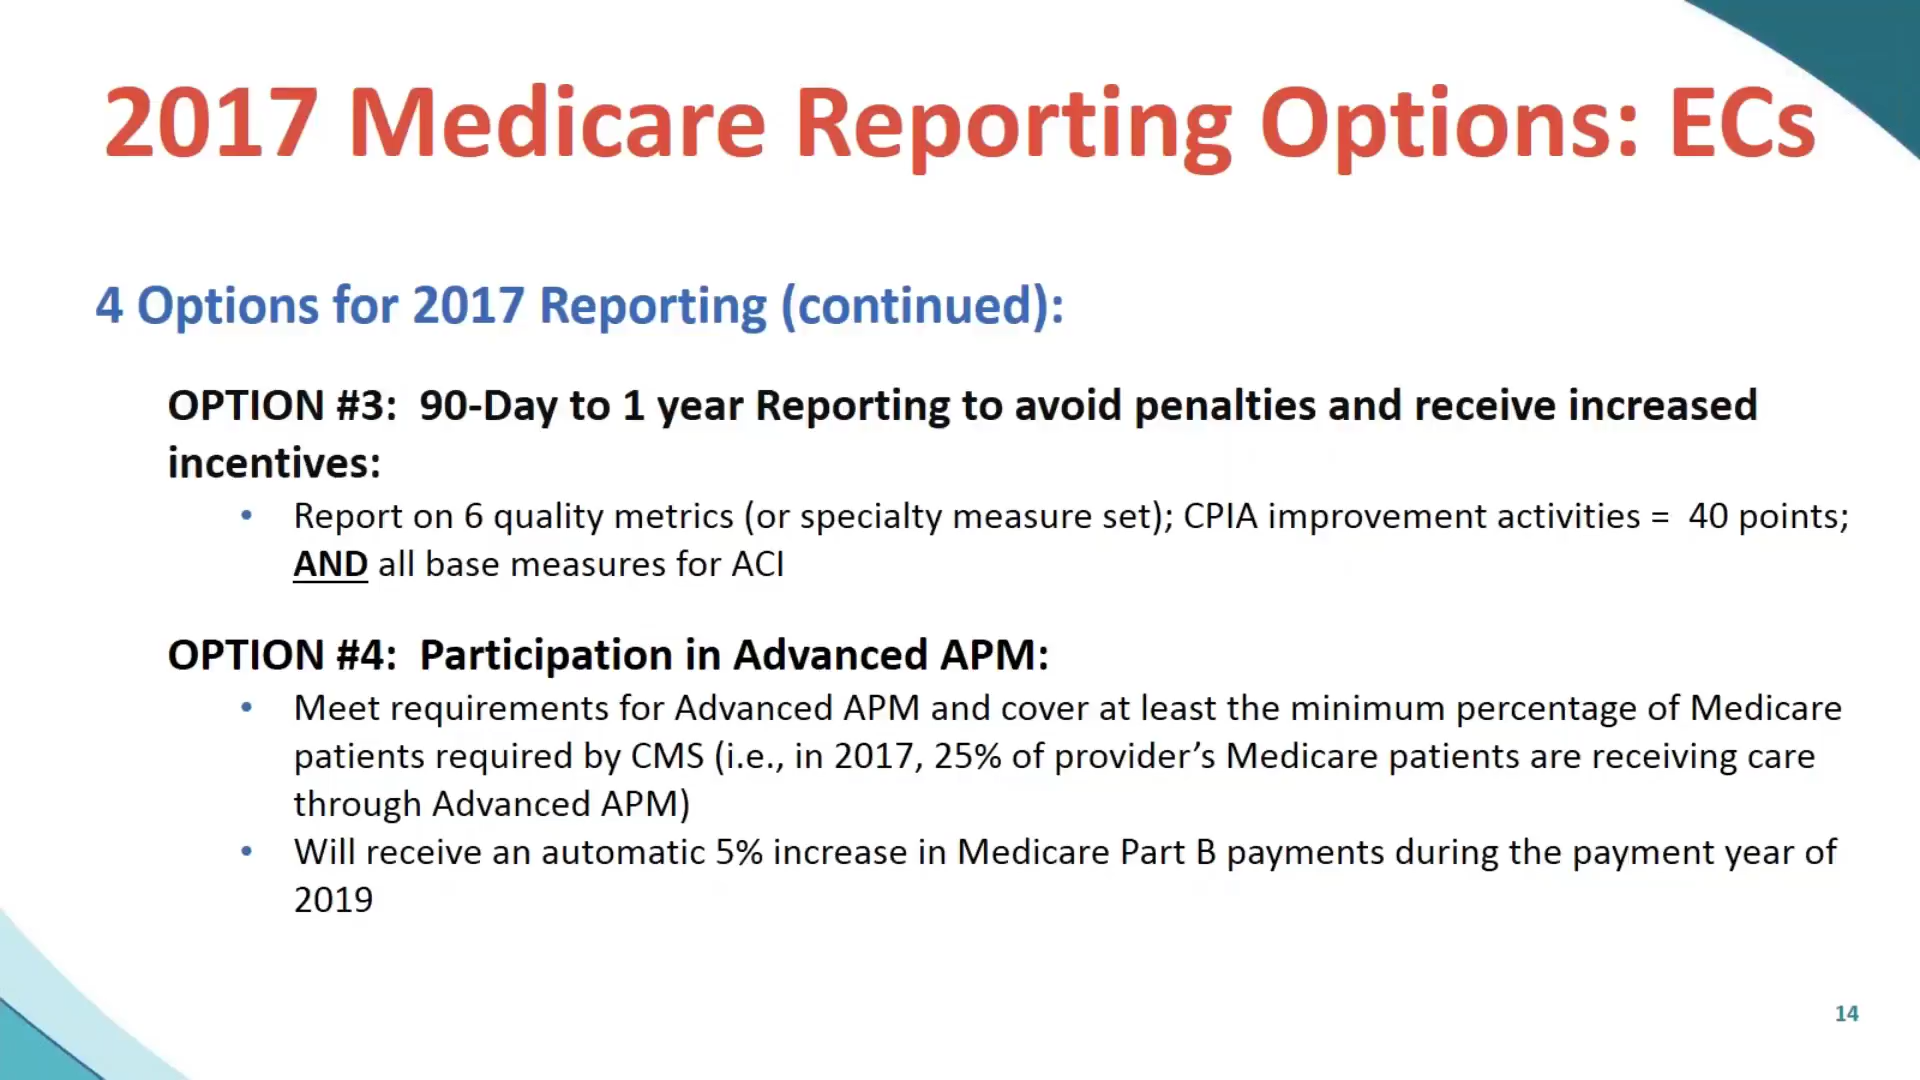 2017 Medicare Reporting Options: ECs
4 Options for 2017 Reporting (continued):
OPTION #3:  90-Day to 1 year Reporting to avoid penalties and receive increased
incentives:
• Report on 6 quality metrics (or specialty measure set); CPIA improvement activities =  40 points;
AND all base measures for ACI
OPTION #4:  Participation in Advanced APM:
• Meet requirements for Advanced APM and cover at least the minimum percentage of Medicare
patients required by CMS (i.e., in 2017, 25% of provider’s Medicare patients are receiving care
through Advanced APM)
• Will receive an automatic 5% increase in Medicare Part B payments during the payment year of
2019
14